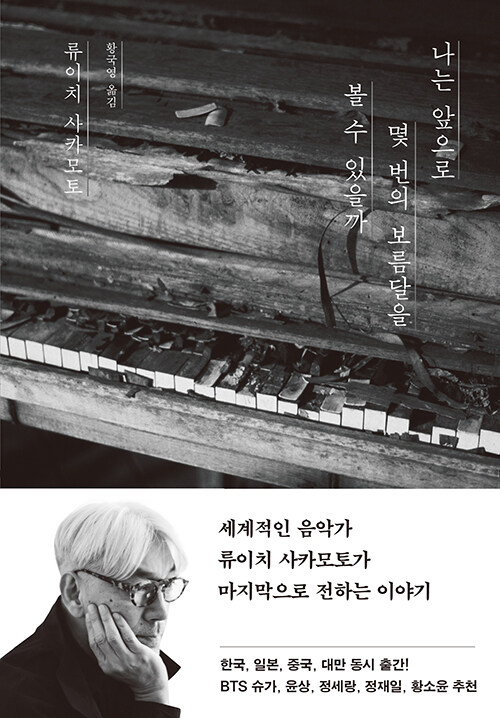 나는 앞으로
몇 번의 보름달을
볼 수 있을까
황국영 옮김
류이치 사카모토
세계적인 음악가
류이치 사카모토가
마지막으로 전하는 이야기
한국, 일본, 중국, 대만 동시 출간!
BTS 슈가, 윤상, 정세랑, 정재일, 황소윤 추천